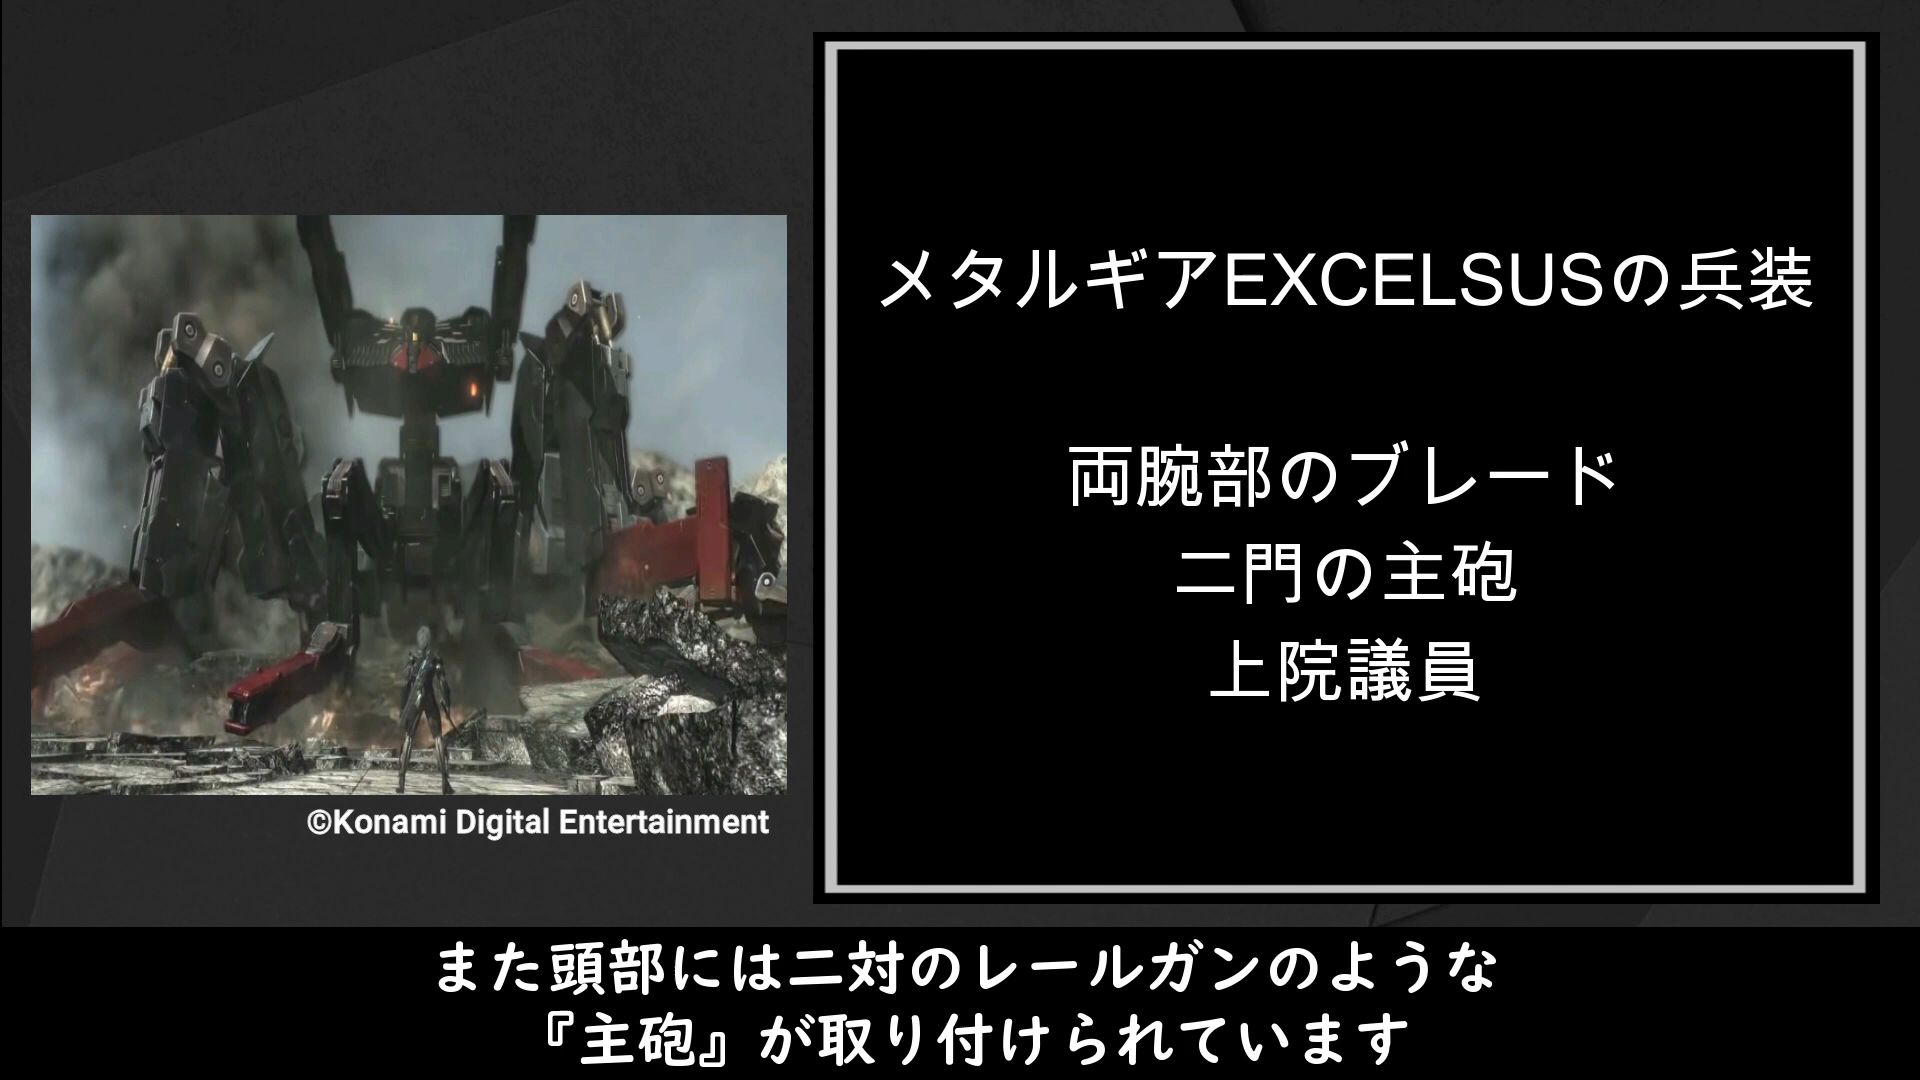 メタルギアEXCELSUSの兵装
両腕部のブレード
二門の主砲
上院議員
©Konami Digital Entertainment
また頭部には二対のレールガンのような
『主砲』が取り付けられています